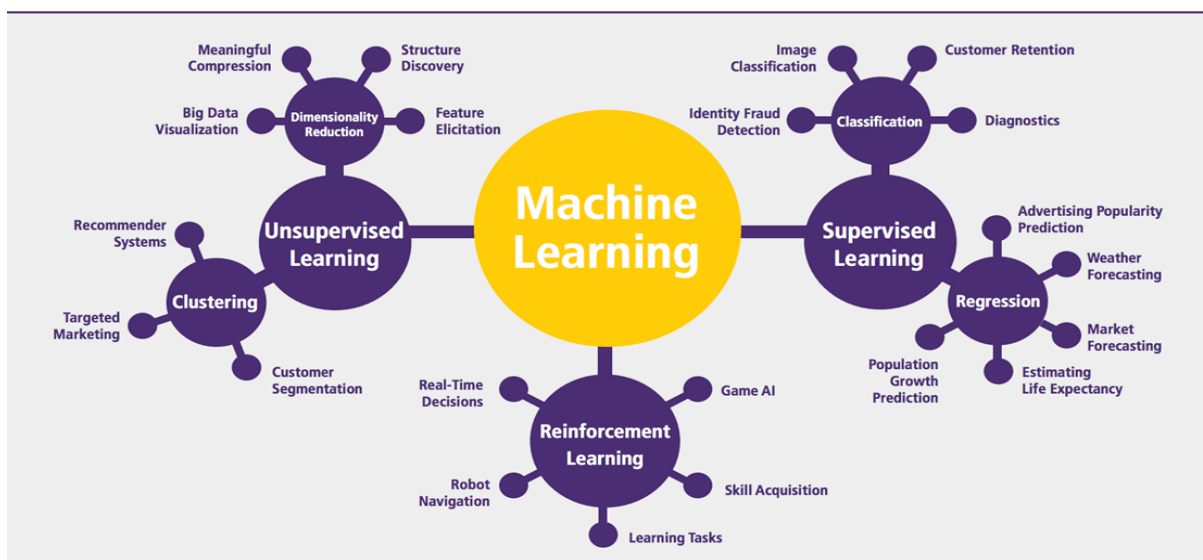 Meaningful
Compression
Structure
Discovery
Big Data
Visualization
Dimensionality
Reduction
Feature
Elicitation
Unsupervised
Learning
Recommender
Systems
Clustering
Targeted
Marketing
Customer
Segmentation
Machine
Learning
Image
Classification
Customer Retention
Identity Fraud
Detection
Classification
Diagnostics
Supervised
Learning
Advertising Popularity
Prediction
Weather
Forecasting
Regression
Market
Forecasting
Population
Growth
Prediction
Estimating
Life Expectancy
Real-Time
Decisions
Game AI
Reinforcement
Learning
Robot
Navigation
Skill Acquisition
Learning Tasks